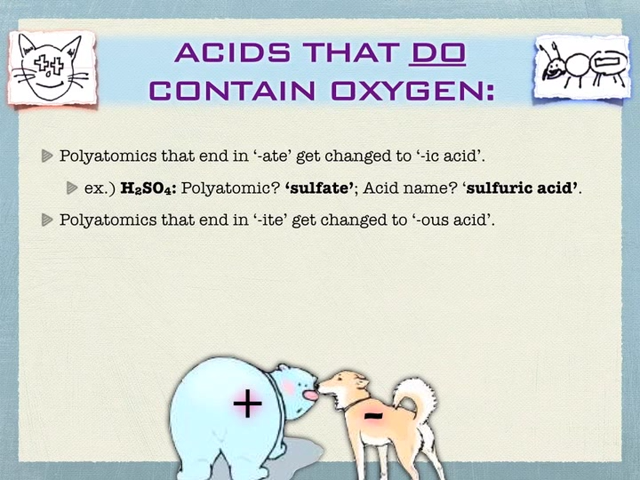 ACIDS THAT DO
CONTAIN OXYGEN:
Polyatomics that end in ‘-ate’ get changed to ‘-ic acid’.
ex.) H₂SO₄: Polyatomic? ‘sulfate’; Acid name? ‘sulfuric acid’.
Polyatomics that end in ‘-ite’ get changed to ‘-ous acid’.
+ -